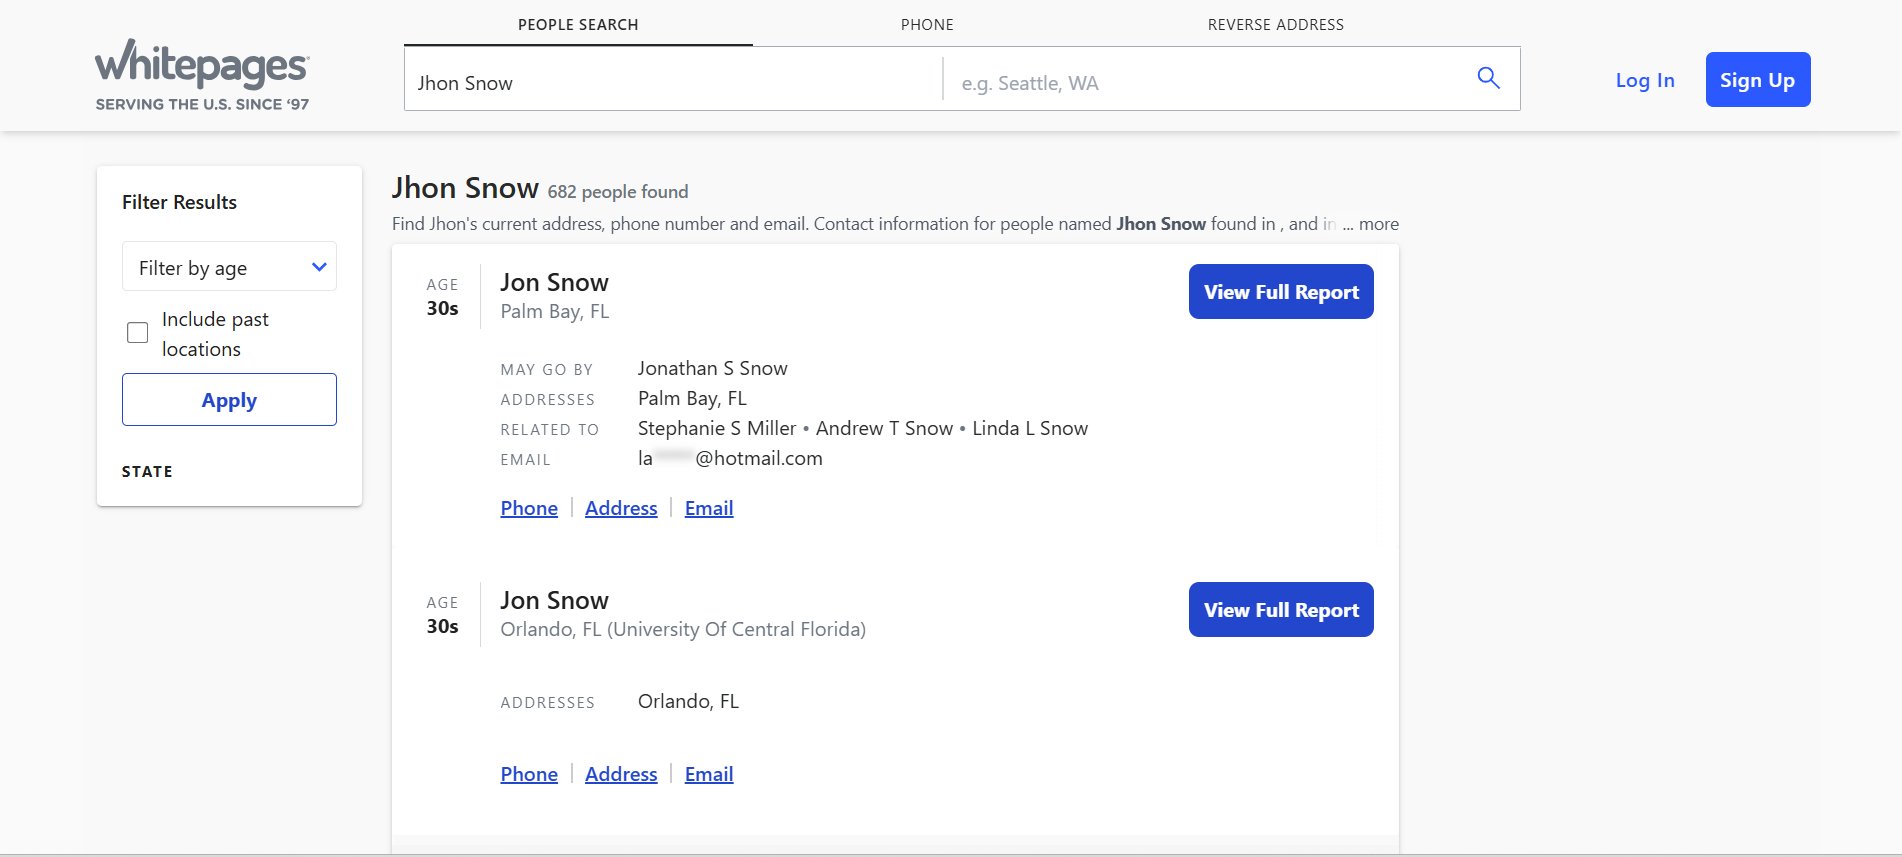 PEOPLE SEARCH PHONE REVERSE ADDRESS
whitepages
SERVING THE U.S. SINCE ‘97
Jhon Snow e.g. Seattle, WA
Log In Sign Up
Filter Results
Filter by age
Include past
locations
Apply
STATE
Jhon Snow 682 people found
Find Jhon's current address, phone number and email. Contact information for people named Jhon Snow found in , and in ... more
AGE
30s
Jon Snow
Palm Bay, FL
View Full Report
MAY GO BY Jonathan S Snow
ADDRESSES Palm Bay, FL
RELATED TO Stephanie S Miller • Andrew T Snow • Linda L Snow
EMAIL la @hotmail.com
Phone Address Email
AGE
30s
Jon Snow
Orlando, FL (University Of Central Florida)
View Full Report
ADDRESSES Orlando, FL
Phone Address Email